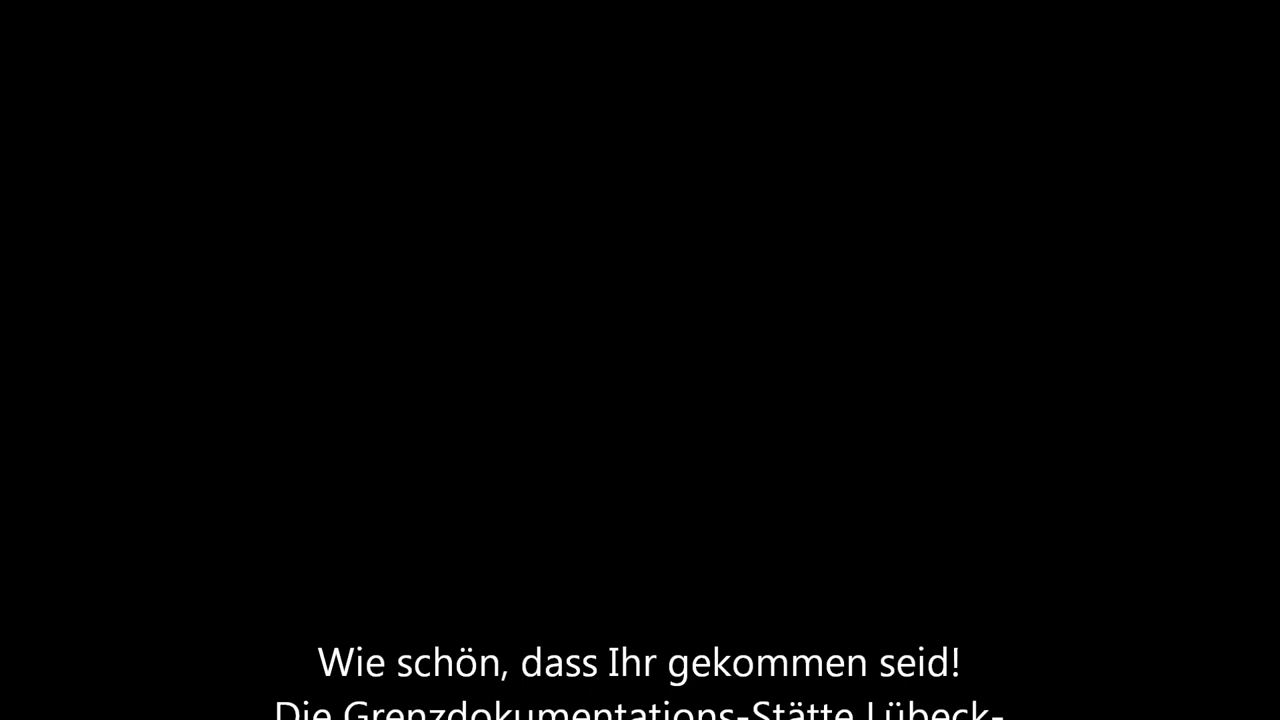 Wie schön, dass Ihr gekommen seid!
Die Grenzdokumentations-Stätte Lübeck-